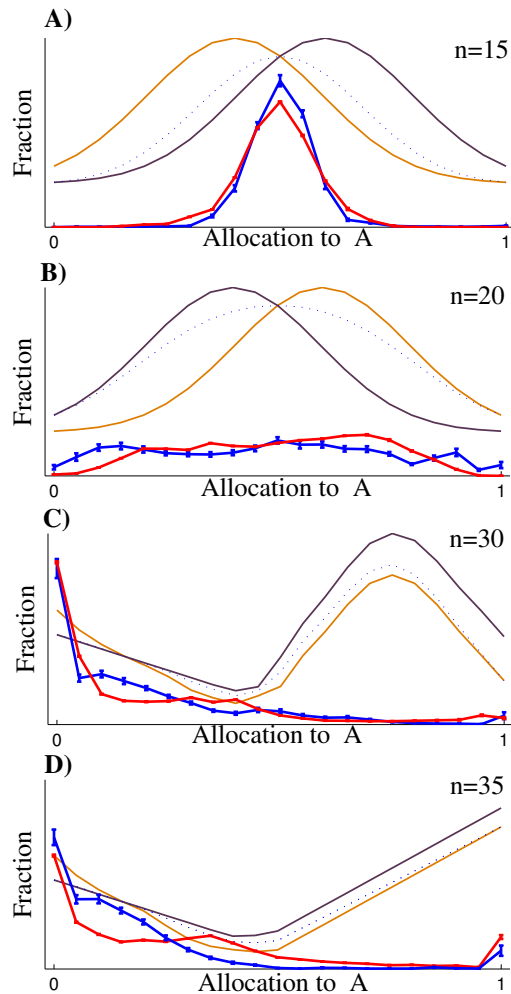 A)
n=15
Fraction
0
Allocation to A
1
B)
n=20
Fraction
0
Allocation to A
1
C)
n=30
Fraction
0
Allocation to A
1
D)
n=35
Fraction
0
Allocation to A
1